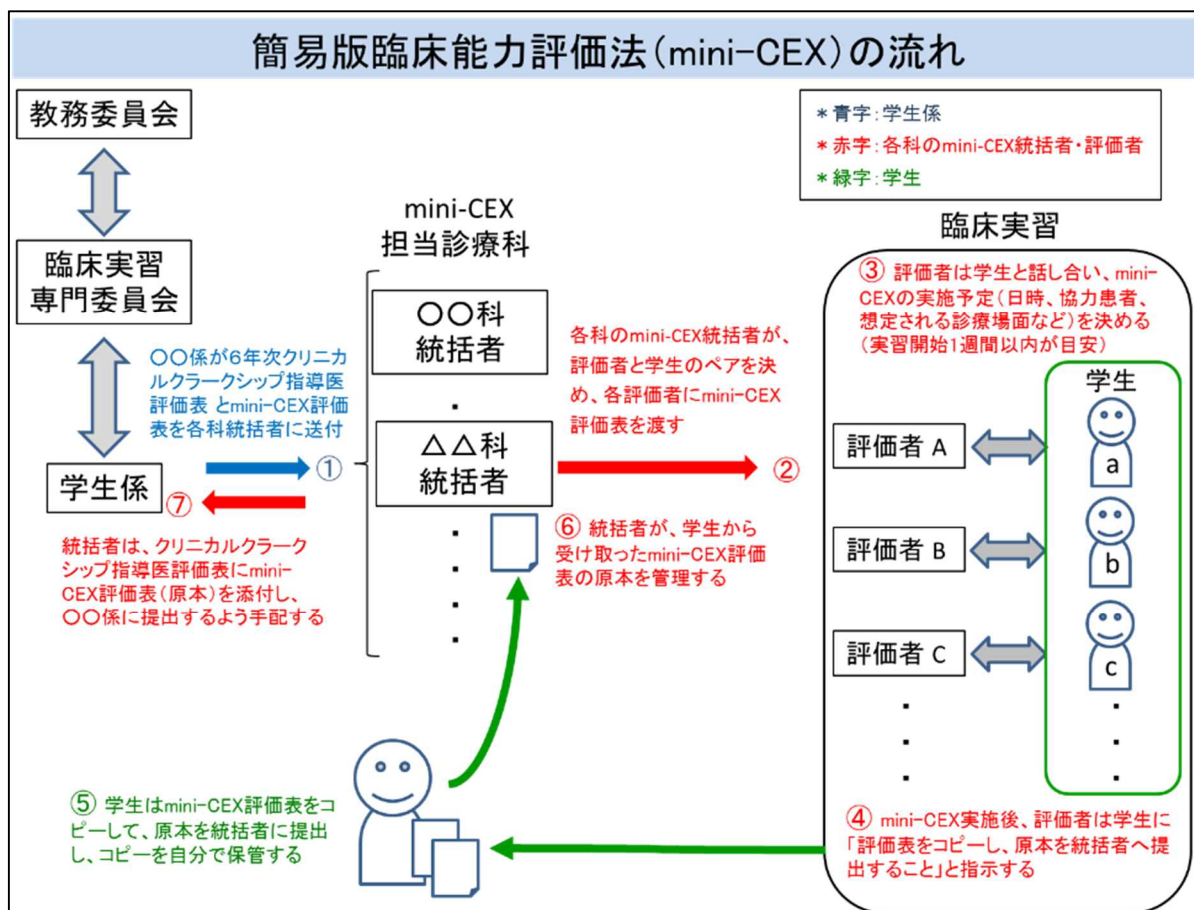 簡易版臨床能力評価法(mini-CEX)の流れ
教務委員会
臨床実習
専門委員会
学生係
*青字:学生係
*赤字:各科のmini-CEX統括者・評価者
*緑字:学生
mini-CEX
担当診療科
〇〇科
統括者
△△科
統括者
〇〇係が6年次クリニカ
ルクラークシップ指導医
評価表 とmini-CEX評価
表を各科統括者に送付
①
各科のmini-CEX統括者が、
評価者と学生のペアを決
め、各評価者にmini-CEX
評価表を渡す
②
臨床実習
③ 評価者は学生と話し合い、mini-
CEXの実施予定(日時、協力患者、
想定される診療場面など)を決める
(実習開始1週間以内が目安)
学生
評価者 A
a
評価者 B
b
評価者 C
c
④ mini-CEX実施後、評価者は学生に
「評価表をコピーし、原本を統括者へ提
出すること」と指示する
⑤ 学生はmini-CEX評価表をコ
ピーして、原本を統括者に提出
し、コピーを自分で保管する
⑥ 統括者が、学生から
受け取ったmini-CEX評価
表の原本を管理する
⑦
統括者は、クリニカルクラーク
シップ指導医評価表にmini-
CEX評価表(原本)を添付し、
〇〇係に提出するよう手配する